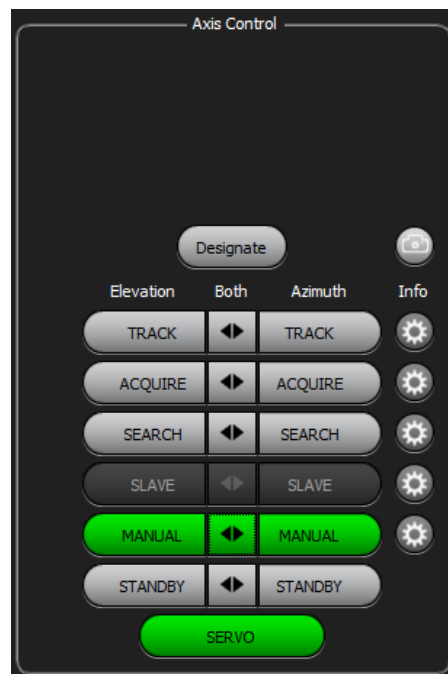 Axis Control
Designate
Elevation Both Azimuth Info
TRACK TRACK
ACQUIRE ACQUIRE
SEARCH SEARCH
SLAVE SLAVE
MANUAL MANUAL
STANDBY STANDBY
SERVO